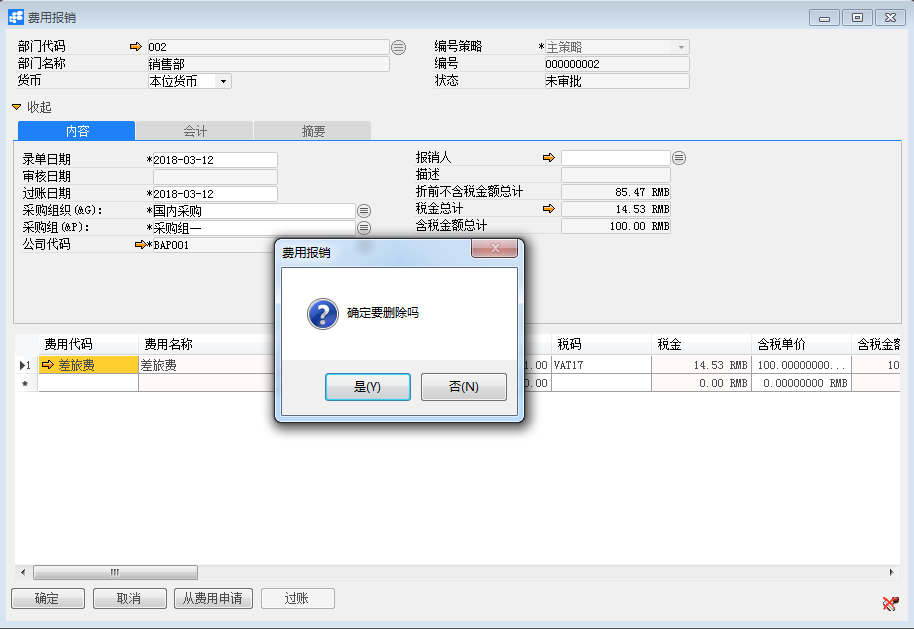 费用报销
部门代码 002 编号策略 *主策略
部门名称 销售部 编号 000000002
货币 本位货币 状态 未审批
收起
内容 会计 摘要
录单日期 *2018-03-12 报销人
审核日期 描述
过账日期 *2018-03-12 折前不含税金额总计 85.47 RMB
采购组织(&G): *国内采购 税金总计 14.53 RMB
采购组(&P): *采购组一 含税金额总计 100.00 RMB
公司代码 *BAP001
费用报销
确定要删除吗
是(Y) 否(N)
费用代码 费用名称 税码 税金 含税单价 含税金额
1 差旅费 差旅费 1.00 VAT17 14.53 RMB 100.00000000... 10
* 0.00 0.00 RMB 0.00000000 RMB
确定 取消 从费用申请 过账